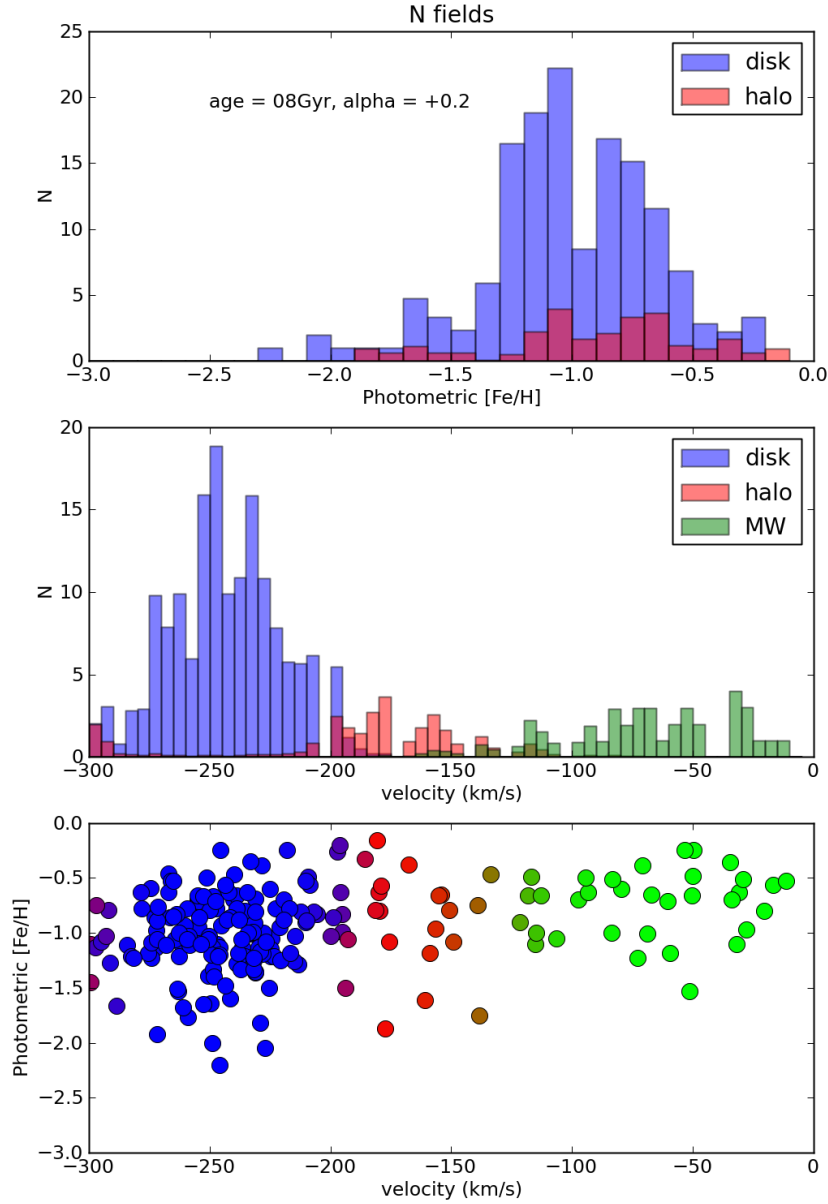 N fields
25
20
15
10
5
0
N
age = 08Gyr, alpha = +0.2
disk
halo
−3.0 −2.5 −2.0 −1.5 −1.0 −0.5 0.0
Photometric [Fe/H]
20
15
10
5
0
N
disk
halo
MW
−300 −250 −200 −150 −100 −50 0
velocity (km/s)
0.0
−0.5
−1.0
−1.5
−2.0
−2.5
−3.0
Photometric [Fe/H]
−300 −250 −200 −150 −100 −50 0
velocity (km/s)